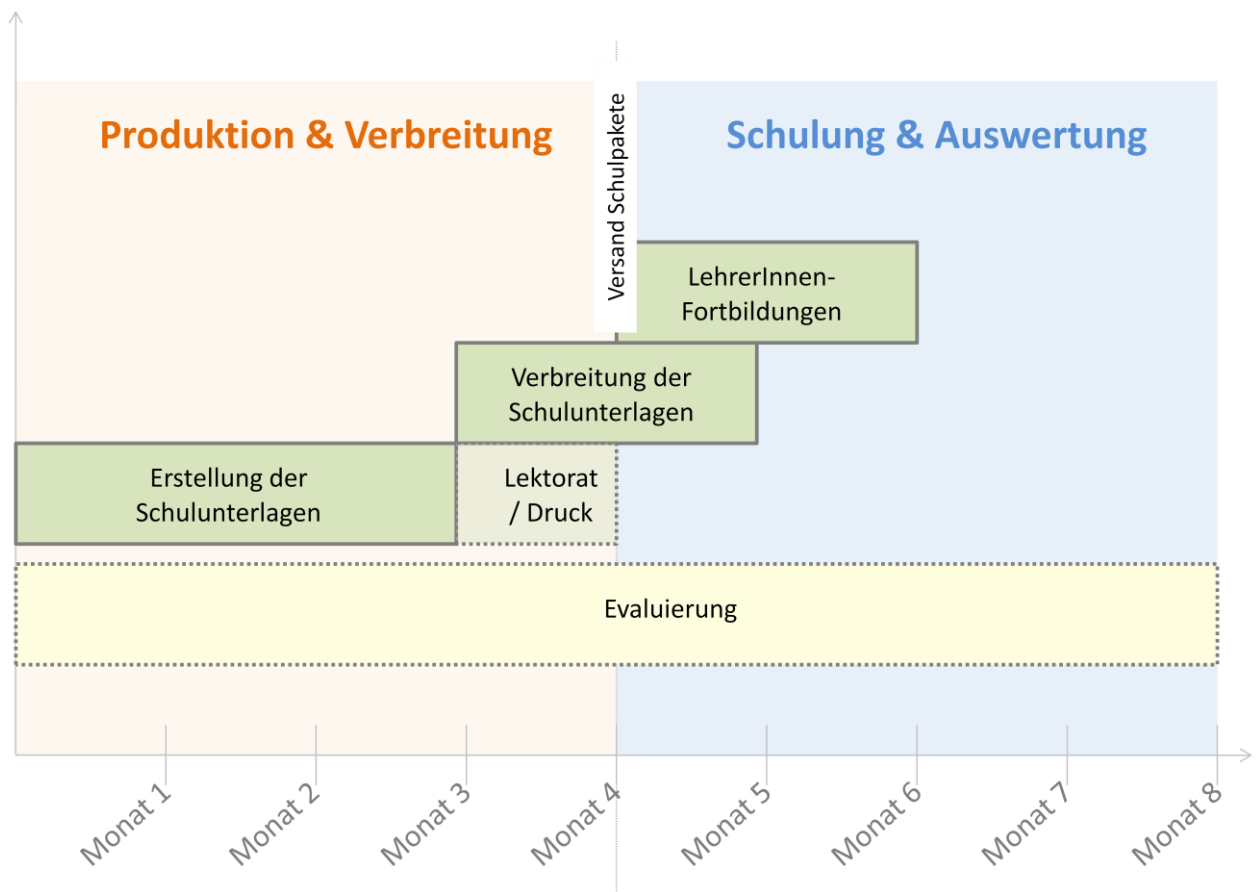 Produktion & Verbreitung
Versand Schulpakete
Schulung & Auswertung
LehrerInnen-
Fortbildungen
Verbreitung der
Schulunterlagen
Erstellung der
Schulunterlagen
Lektorat
/ Druck
Evaluierung
Monat 1
Monat 2
Monat 3
Monat 4
Monat 5
Monat 6
Monat 7
Monat 8